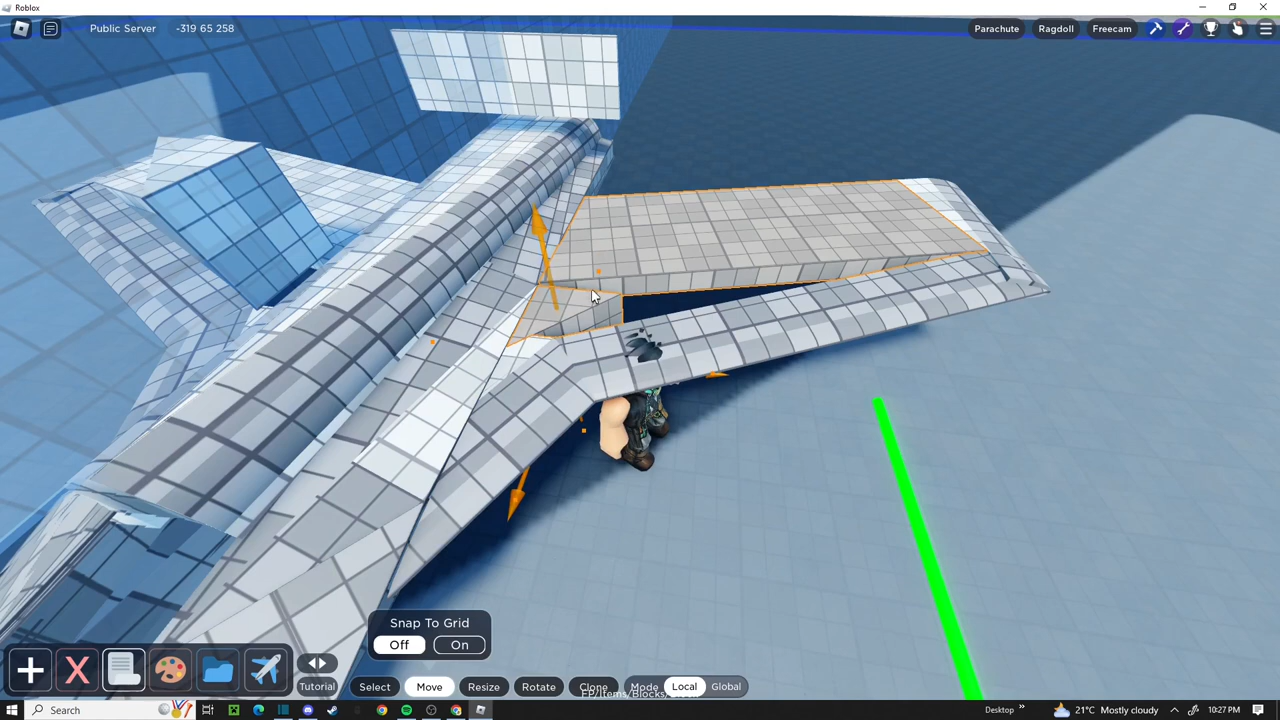 Roblox
Public Server -319 65 258
Parachute Ragdoll Freecam
Snap To Grid
Off On
Tutorial
Select Move Resize Rotate Clone Mode Local Global
Search
Desktop
21°C Mostly cloudy
10:27 PM